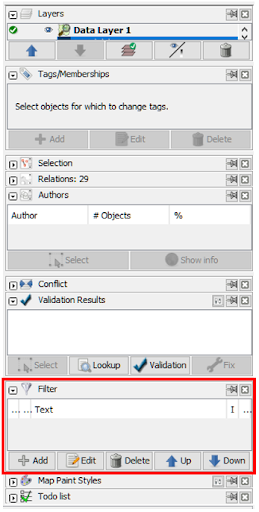 Layers
Data Layer 1
Tags/Memberships
Select objects for which to change tags.
Add Edit Delete
Selection
Relations: 29
Authors
Author # Objects %
Select Show info
Conflict
Validation Results
Select Lookup Validation Fix
Filter
... ... Text I ...
Add Edit Delete Up Down
Map Paint Styles
Todo list